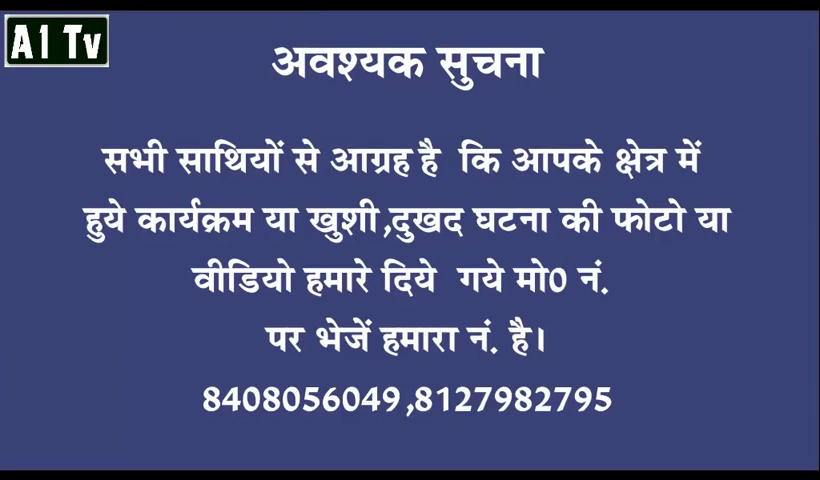 A1 Tv
अवश्यक सुचना
सभी साथियों से आग्रह है कि आपके क्षेत्र में
हुये कार्यक्रम या खुशी,दुखद घटना की फोटो या
वीडियो हमारे दिये गये मो0 नं.
पर भेजें हमारा नं. है।
8408056049,8127982795